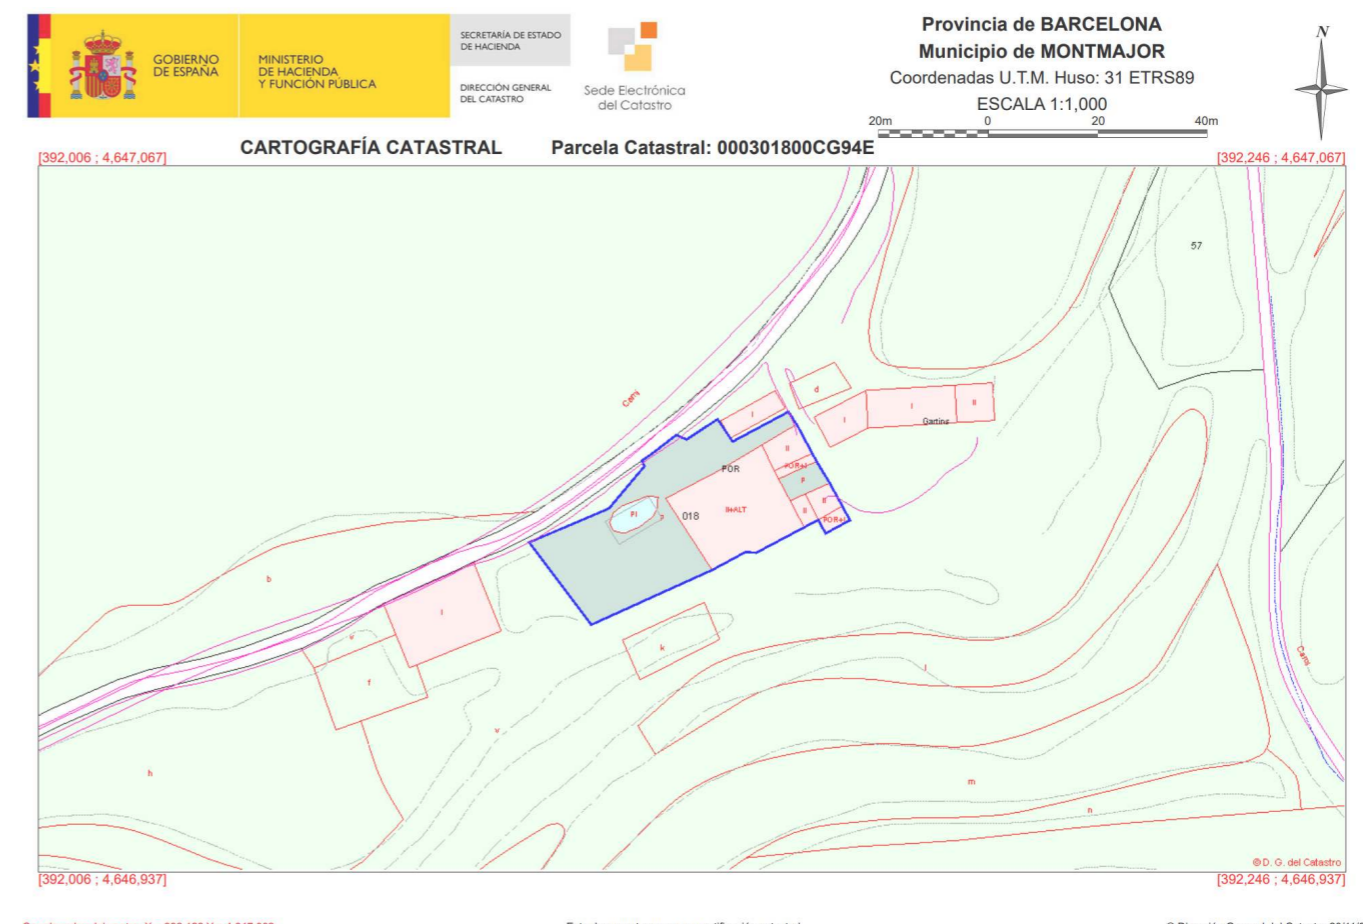 GOBIERNO
DE ESPAÑA
MINISTERIO
DE HACIENDA
Y FUNCIÓN PÚBLICA
SECRETARÍA DE ESTADO
DE HACIENDA
DIRECCIÓN GENERAL
DEL CATASTRO
Sede Electrónica
del Catastro
Provincia de BARCELONA
Municipio de MONTMAJOR
Coordenadas U.T.M. Huso: 31 ETRS89
ESCALA 1:1,000
20m 0 20 40m
N
CARTOGRAFÍA CATASTRAL Parcela Catastral: 000301800CG94E
[392,006 ; 4,647,067]
[392,246 ; 4,647,067]
57
Camí
d
I
I
I
II
Gartins
II
POR
POR+I
P
PI
018
II+ALT
II
POR+I
b
I
k
f
v
l
Camí
h
m
n
© D. G. del Catastro
[392,006 ; 4,646,937]
[392,246 ; 4,646,937]